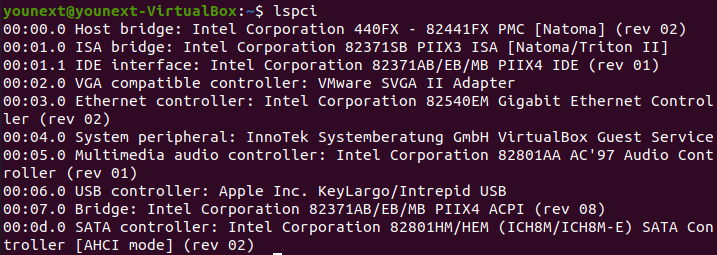 younext@younext-VirtualBox:~$ lspci
00:00.0 Host bridge: Intel Corporation 440FX - 82441FX PMC [Natoma] (rev 02)
00:01.0 ISA bridge: Intel Corporation 82371SB PIIX3 ISA [Natoma/Triton II]
00:01.1 IDE interface: Intel Corporation 82371AB/EB/MB PIIX4 IDE (rev 01)
00:02.0 VGA compatible controller: VMware SVGA II Adapter
00:03.0 Ethernet controller: Intel Corporation 82540EM Gigabit Ethernet Control
ler (rev 02)
00:04.0 System peripheral: InnoTek Systemberatung GmbH VirtualBox Guest Service
00:05.0 Multimedia audio controller: Intel Corporation 82801AA AC'97 Audio Cont
roller (rev 01)
00:06.0 USB controller: Apple Inc. KeyLargo/Intrepid USB
00:07.0 Bridge: Intel Corporation 82371AB/EB/MB PIIX4 ACPI (rev 08)
00:0d.0 SATA controller: Intel Corporation 82801HM/HEM (ICH8M/ICH8M-E) SATA Con
troller [AHCI mode] (rev 02)